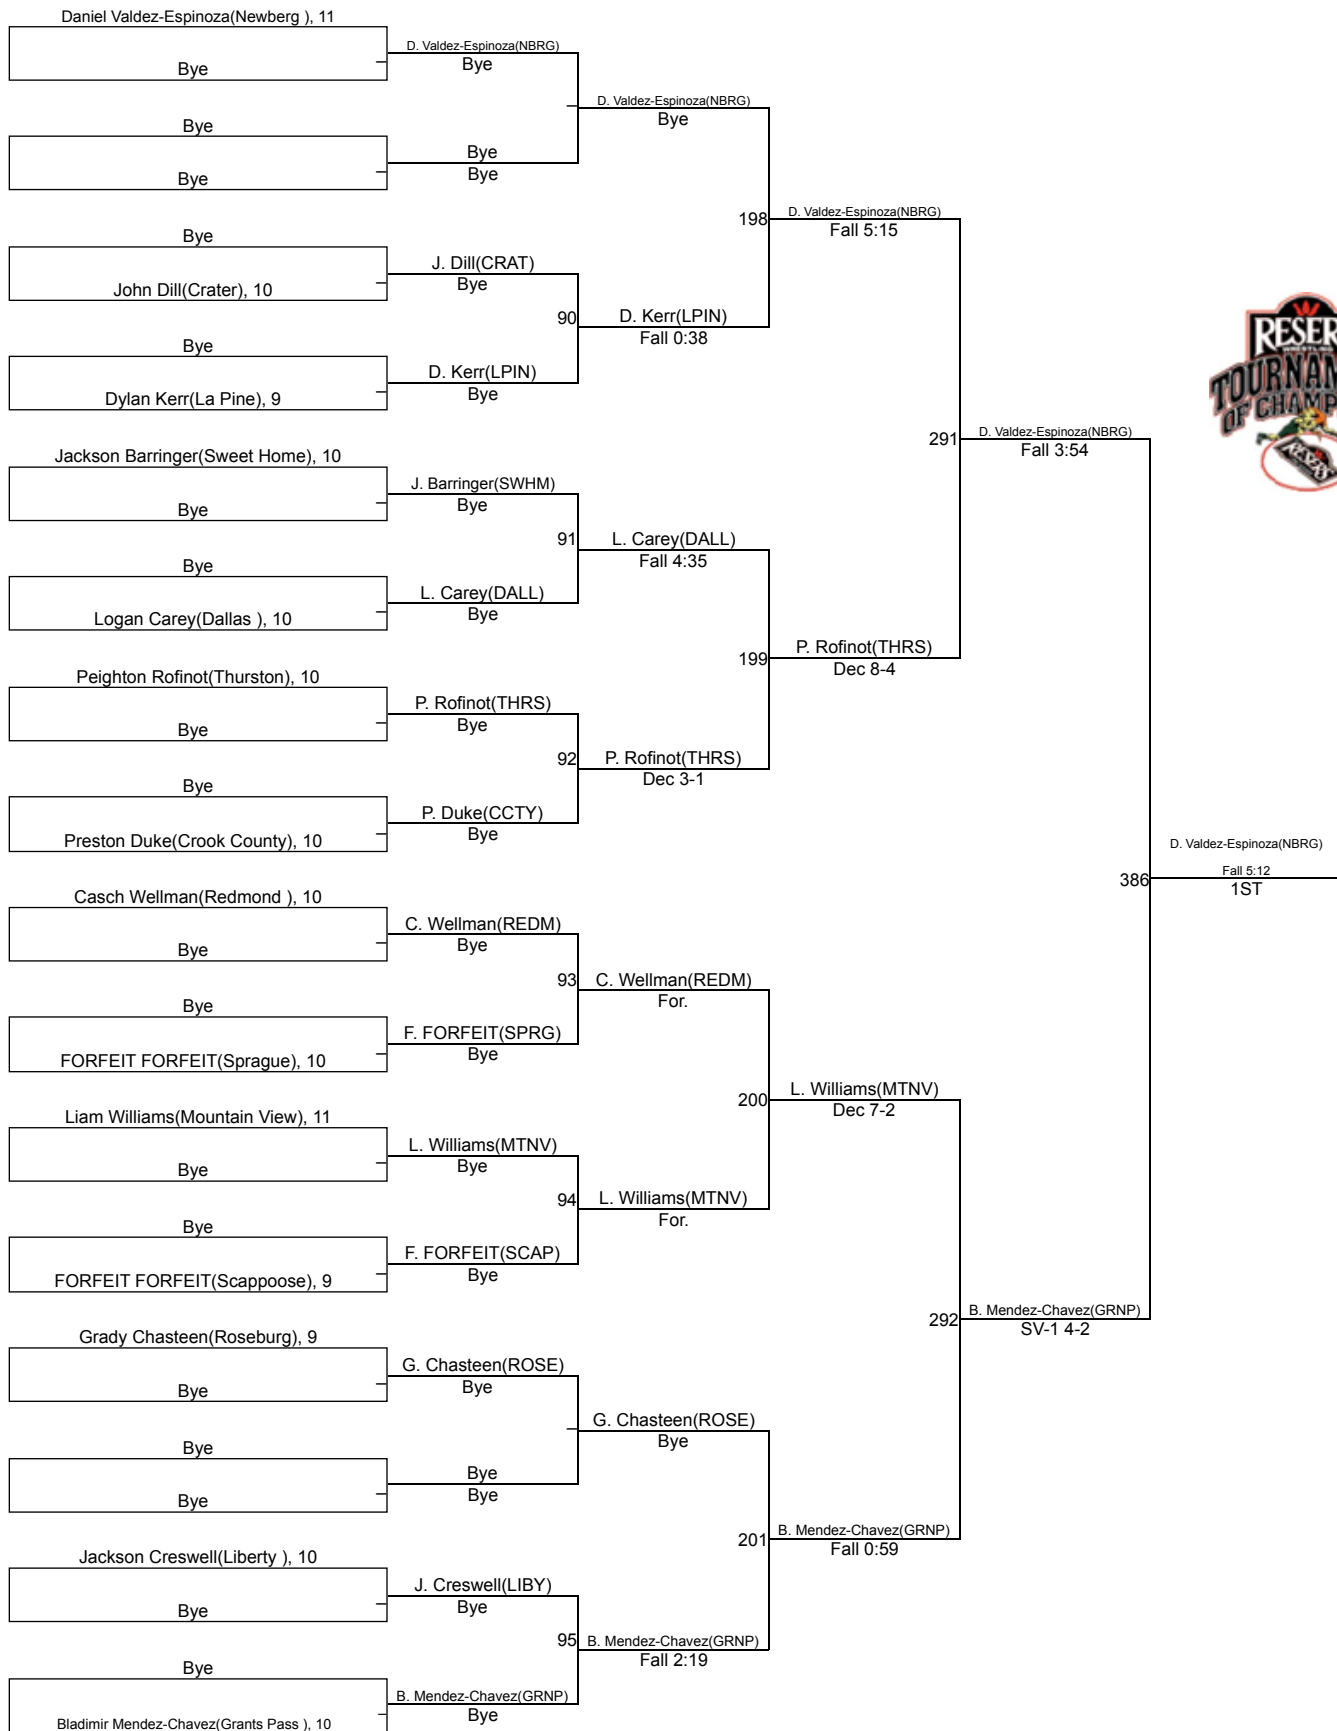 Daniel Valdez-Espinoza(Newberg ), 11
Bye
Bye
Bye
Bye
John Dill(Crater), 10
Bye
Dylan Kerr(La Pine), 9
Jackson Barringer(Sweet Home), 10
Bye
Bye
Logan Carey(Dallas ), 10
Peighton Rofinot(Thurston), 10
Bye
Bye
Preston Duke(Crook County), 10
Casch Wellman(Redmond ), 10
Bye
Bye
FORFEIT FORFEIT(Sprague), 10
Liam Williams(Mountain View), 11
Bye
Bye
FORFEIT FORFEIT(Scappoose), 9
Grady Chasteen(Roseburg), 9
Bye
Bye
Bye
Jackson Creswell(Liberty ), 10
Bye
Bye
Bladimir Mendez-Chavez(Grants Pass ), 10
D. Valdez-Espinoza(NBRG)
Bye
Bye
Bye
J. Dill(CRAT)
Bye
90
D. Kerr(LPIN)
Bye
J. Barringer(SWHM)
Bye
91
L. Carey(DALL)
Bye
P. Rofinot(THRS)
Bye
92
P. Duke(CCTY)
Bye
C. Wellman(REDM)
Bye
93
F. FORFEIT(SPRG)
Bye
L. Williams(MTNV)
Bye
94
F. FORFEIT(SCAP)
Bye
G. Chasteen(ROSE)
Bye
Bye
Bye
J. Creswell(LIBY)
Bye
95
B. Mendez-Chavez(GRNP)
Bye
D. Valdez-Espinoza(NBRG)
Bye
198
D. Kerr(LPIN)
Fall 0:38
L. Carey(DALL)
Fall 4:35
199
P. Rofinot(THRS)
Dec 3-1
C. Wellman(REDM)
For.
200
L. Williams(MTNV)
For.
G. Chasteen(ROSE)
Bye
201
B. Mendez-Chavez(GRNP)
Fall 2:19
D. Valdez-Espinoza(NBRG)
Fall 5:15
291
P. Rofinot(THRS)
Dec 8-4
L. Williams(MTNV)
Dec 7-2
292
B. Mendez-Chavez(GRNP)
Fall 0:59
D. Valdez-Espinoza(NBRG)
Fall 3:54
386
B. Mendez-Chavez(GRNP)
SV-1 4-2
D. Valdez-Espinoza(NBRG)
Fall 5:12
1ST
RESER
WRESTLING
TOURNAM
OF CHAMP